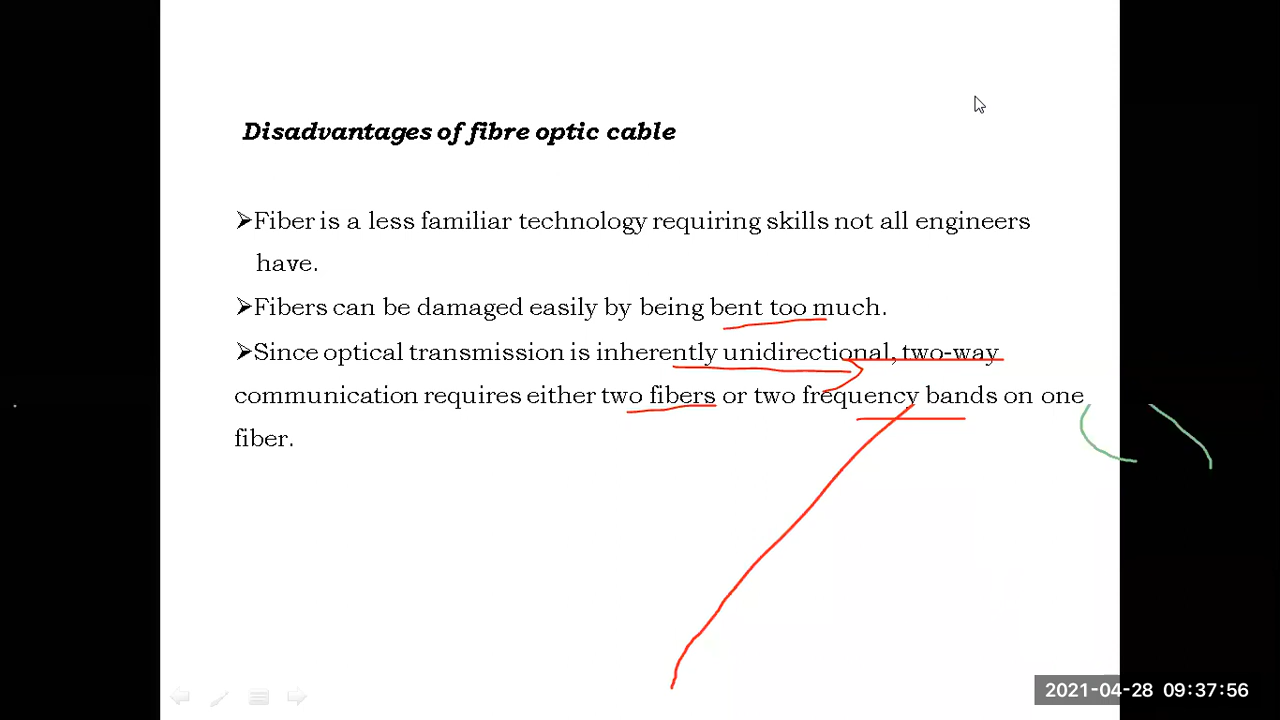 Disadvantages of fibre optic cable
➢Fiber is a less familiar technology requiring skills not all engineers
have.
➢Fibers can be damaged easily by being bent too much.
➢Since optical transmission is inherently unidirectional, two-way
communication requires either two fibers or two frequency bands on one
fiber.
2021-04-28 09:37:56